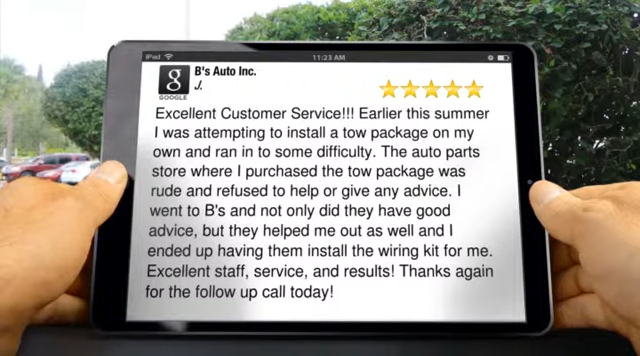 iPod 11:23 AM
B's Auto Inc.
J.
g
GOOGLE
Excellent Customer Service!!! Earlier this summer
I was attempting to install a tow package on my
own and ran in to some difficulty. The auto parts
store where I purchased the tow package was
rude and refused to help or give any advice. I
went to B's and not only did they have good
advice, but they helped me out as well and I
ended up having them install the wiring kit for me.
Excellent staff, service, and results! Thanks again
for the follow up call today!